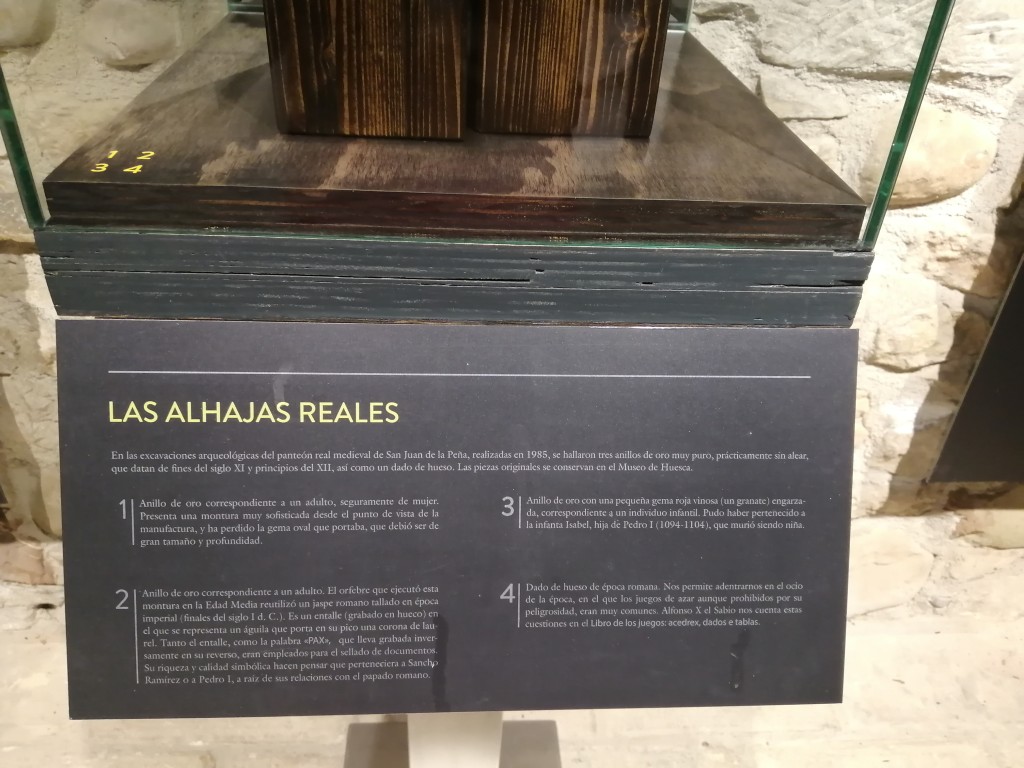 1 2
3 4
LAS ALHAJAS REALES
En las excavaciones arqueológicas del panteón real medieval de San Juan de la Peña, realizadas en 1985, se hallaron tres anillos de oro muy puro, prácticamente sin alear,
que datan de fines del siglo XI y principios del XII, así como un dado de hueso. Las piezas originales se conservan en el Museo de Huesca.
1
Anillo de oro correspondiente a un adulto, seguramente de mujer.
Presenta una montura muy sofisticada desde el punto de vista de la
manufactura, y ha perdido la gema oval que portaba, que debió ser de
gran tamaño y profundidad.
2
Anillo de oro correspondiente a un adulto. El orfebre que ejecutó esta
montura en la Edad Media reutilizó un jaspe romano tallado en época
imperial (finales del siglo I d. C.). Es un entalle (grabado en hueco) en
el que se representa un águila que porta en su pico una corona de lau-
rel. Tanto el entalle, como la palabra «PAX», que lleva grabada inver-
samente en su reverso, eran empleados para el sellado de documentos.
Su riqueza y calidad simbólica hacen pensar que perteneciera a Sancho
Ramírez o a Pedro I, a raíz de sus relaciones con el papado romano.
3
Anillo de oro con una pequeña gema roja vinosa (un granate) engarza-
da, correspondiente a un individuo infantil. Pudo haber pertenecido a
la infanta Isabel, hija de Pedro I (1094-1104), que murió siendo niña.
4
Dado de hueso de época romana. Nos permite adentrarnos en el ocio
de la época, en el que los juegos de azar aunque prohibidos por su
peligrosidad, eran muy comunes. Alfonso X el Sabio nos cuenta estas
cuestiones en el Libro de los juegos: acedrex, dados e tablas.